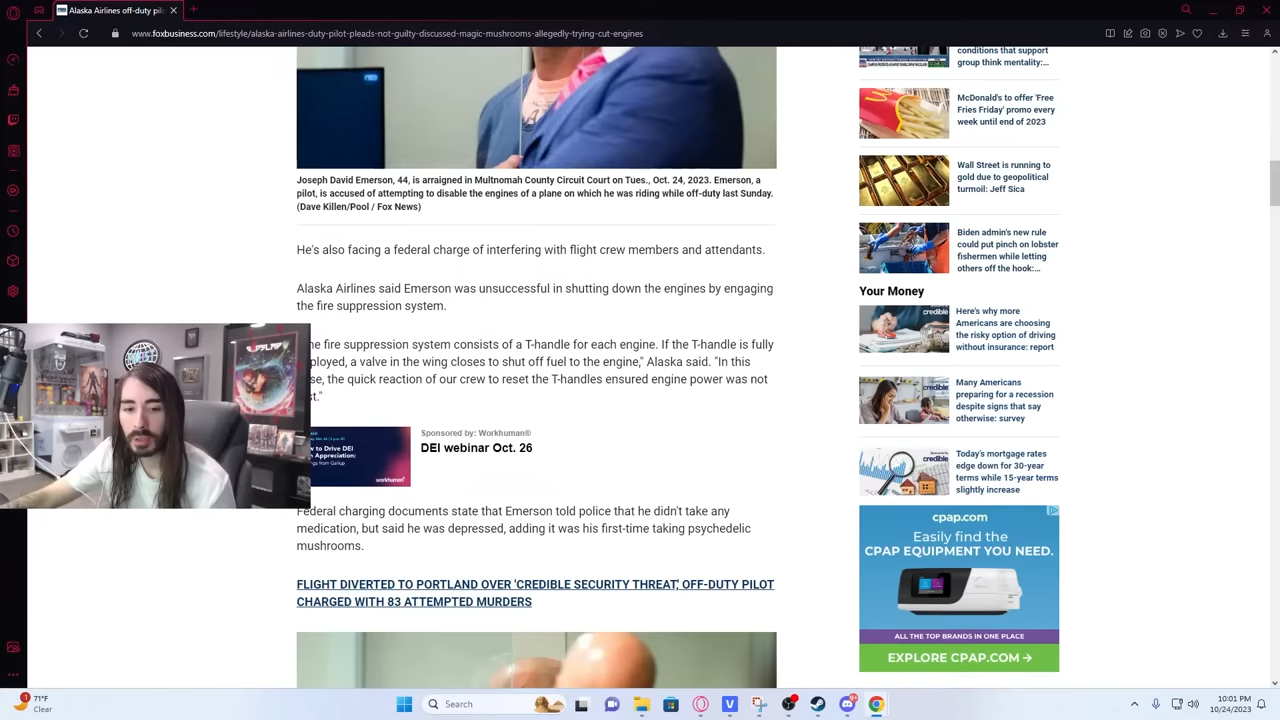 Alaska Airlines off-duty pil
www.foxbusiness.com/lifestyle/alaska-airlines-duty-pilot-pleads-not-guilty-discussed-magic-mushrooms-allegedly-trying-cut-engines
Joseph David Emerson, 44, is arraigned in Multnomah County Circuit Court on Tues., Oct. 24, 2023. Emerson, a
pilot, is accused of attempting to disable the engines of a plane on which he was riding while off-duty last Sunday.
(Dave Killen/Pool / Fox News)
He's also facing a federal charge of interfering with flight crew members and attendants.
Alaska Airlines said Emerson was unsuccessful in shutting down the engines by engaging
the fire suppression system.
ppression system consists of a T-handle for each engine. If the T-handle is fully
ployed, a valve in the wing closes to shut off fuel to the engine," Alaska said. "In this
se, the quick reaction of our crew to reset the T-handles ensured engine power was not
st."
w to Drive DEI
Appreciation:
ngs from Gallup
workhuman
Sponsored by: Workhuman®
DEI webinar Oct. 26
Federal charging documents state that Emerson told police that he didn't take any
medication, but said he was depressed, adding it was his first-time taking psychedelic
mushrooms.
FLIGHT DIVERTED TO PORTLAND OVER 'CREDIBLE SECURITY THREAT,' OFF-DUTY PILOT
CHARGED WITH 83 ATTEMPTED MURDERS
conditions that support
group think mentality:...
McDonald's to offer 'Free
Fries Friday' promo every
week until end of 2023
Wall Street is running to
gold due to geopolitical
turmoil: Jeff Sica
Biden admin's new rule
could put pinch on lobster
fishermen while letting
others off the hook:...
Your Money
credible
Here's why more
Americans are choosing
the risky option of driving
without insurance: report
credible
Many Americans
preparing for a recession
despite signs that say
otherwise: survey
credible
Today's mortgage rates
edge down for 30-year
terms while 15-year terms
slightly increase
cpap.com
Easily find the
CPAP EQUIPMENT YOU NEED.
ALL THE TOP BRANDS IN ONE PLACE
EXPLORE CPAP.COM →
1
71°F
Clear
Search
10:01 PM
10/24/2023